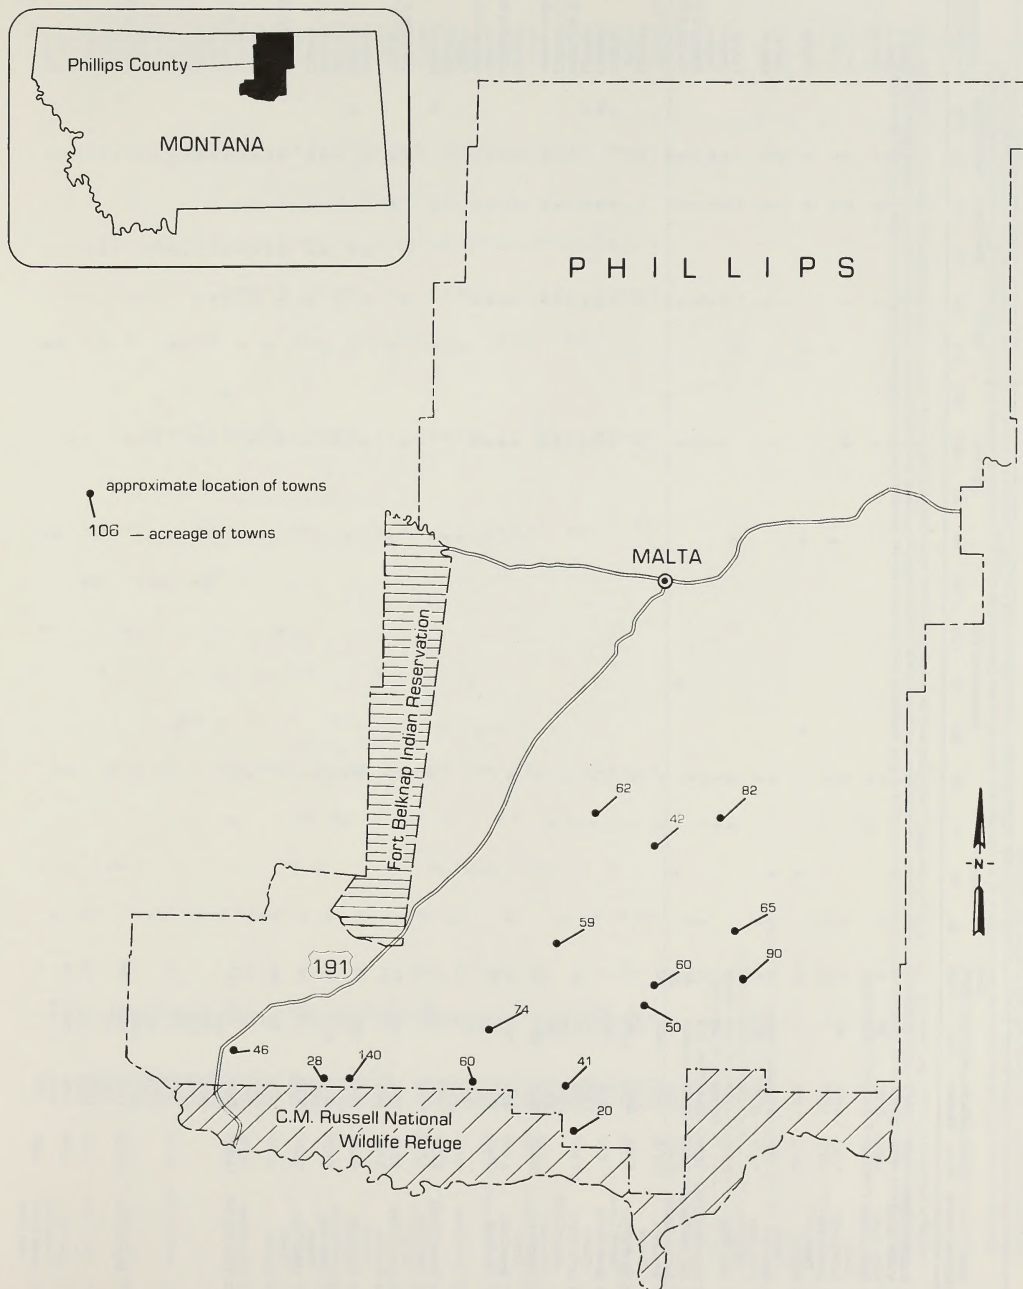 Phillips County
MONTANA
PHILLIPS
approximate location of towns
106 — acreage of towns
MALTA
Fort Belknap Indian Reservation
62
82
42
59
65
191
60
90
74
50
46
28
140
60
41
C.M. Russell National
Wildlife Refuge
20
-N-